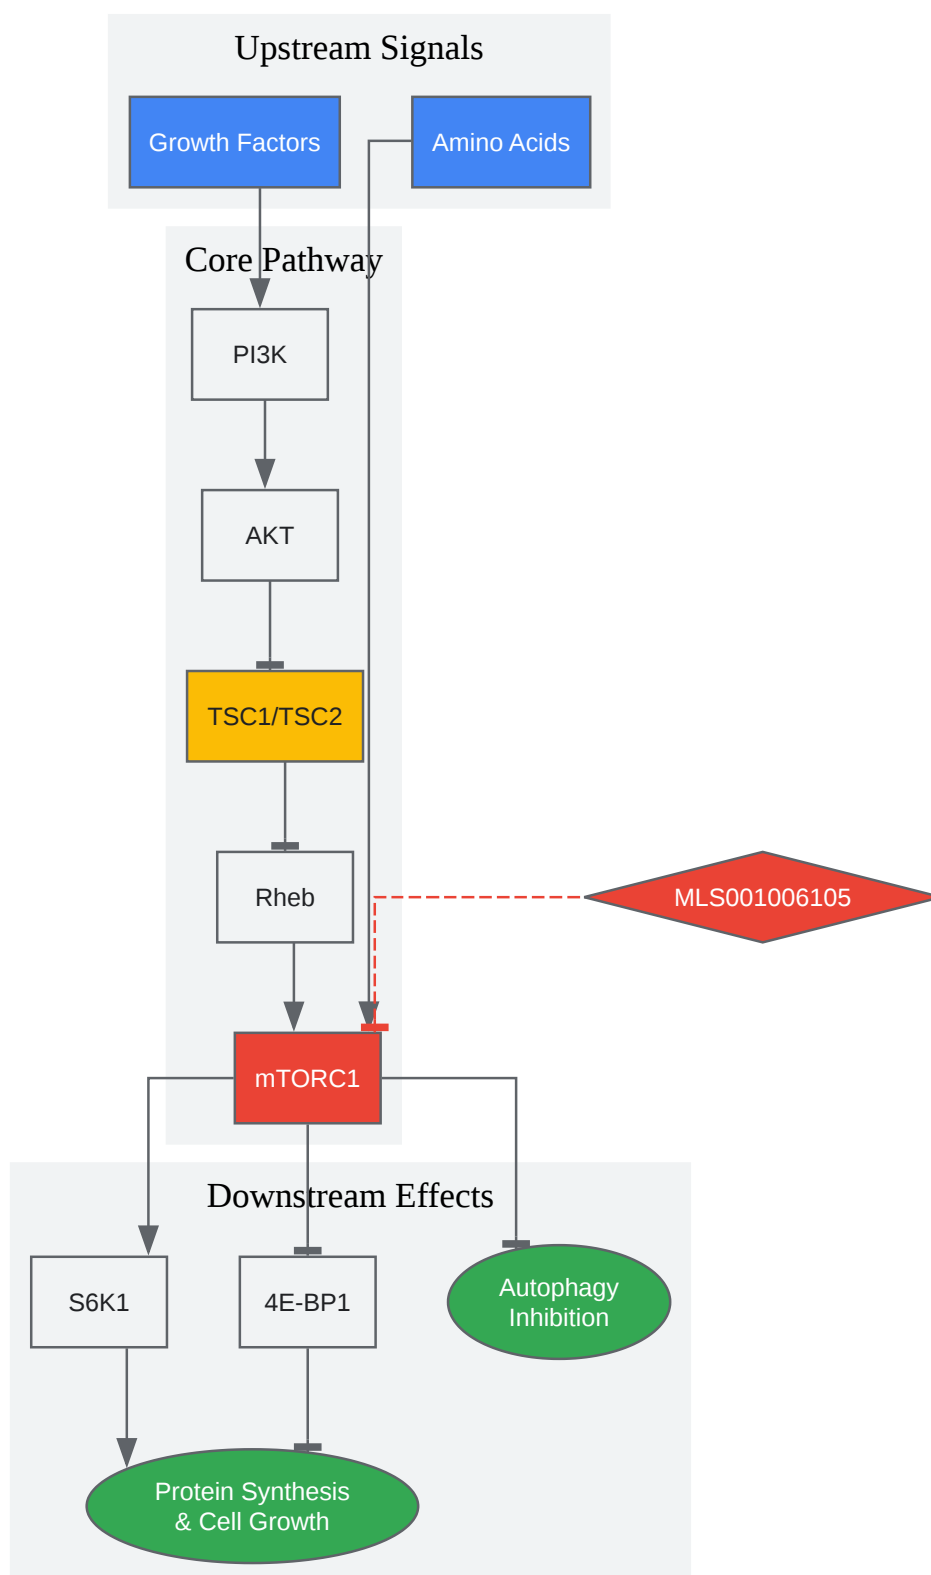 Upstream Signals
Growth Factors
Amino Acids
Core Pathway
PI3K
AKT
TSC1/TSC2
Rheb
MLS001006105
mTORC1
Downstream Effects
S6K1
4E-BP1
Autophagy
Inhibition
Protein Synthesis
& Cell Growth